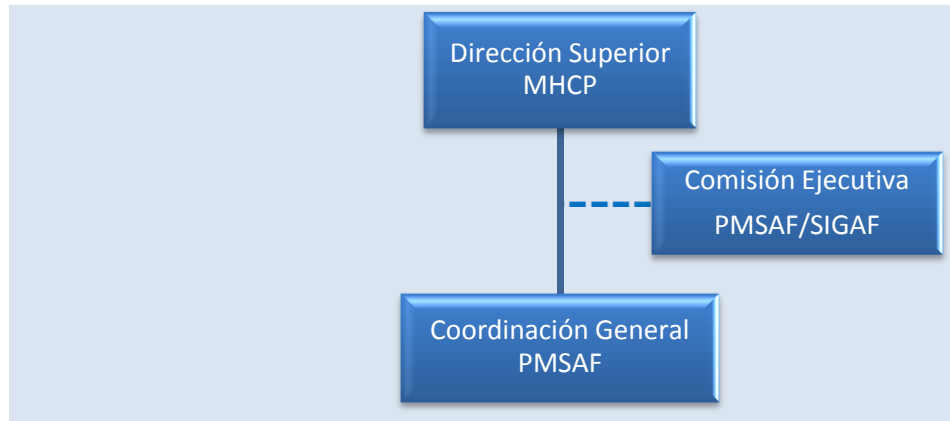 Dirección Superior
MHCP
Comisión Ejecutiva
PMSAF/SIGAF
Coordinación General
PMSAF